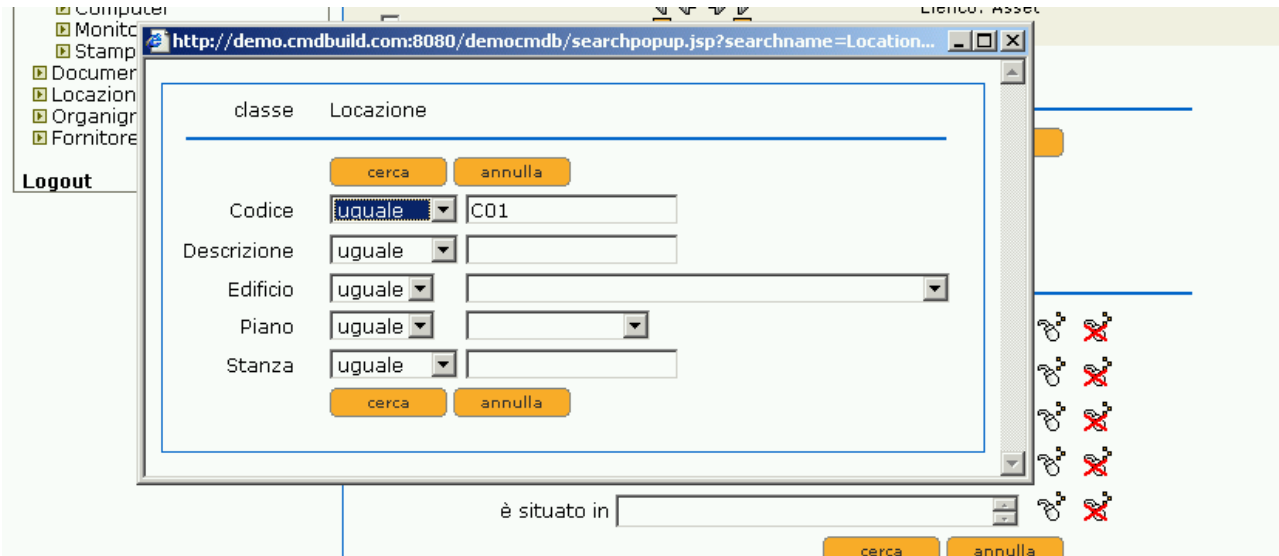 Computer
Elenco: Asset
Monito
Stamp
Documen
Locazion
Organigr
Fornitore
Logout
http://demo.cmdbuild.com:8080/democmdb/searchpopup.jsp?searchname=Location...
classe Locazione
cerca annulla
Codice uguale C01
Descrizione uguale
Edificio uguale
Piano uguale
Stanza uguale
cerca annulla
è situato in
cerca annulla